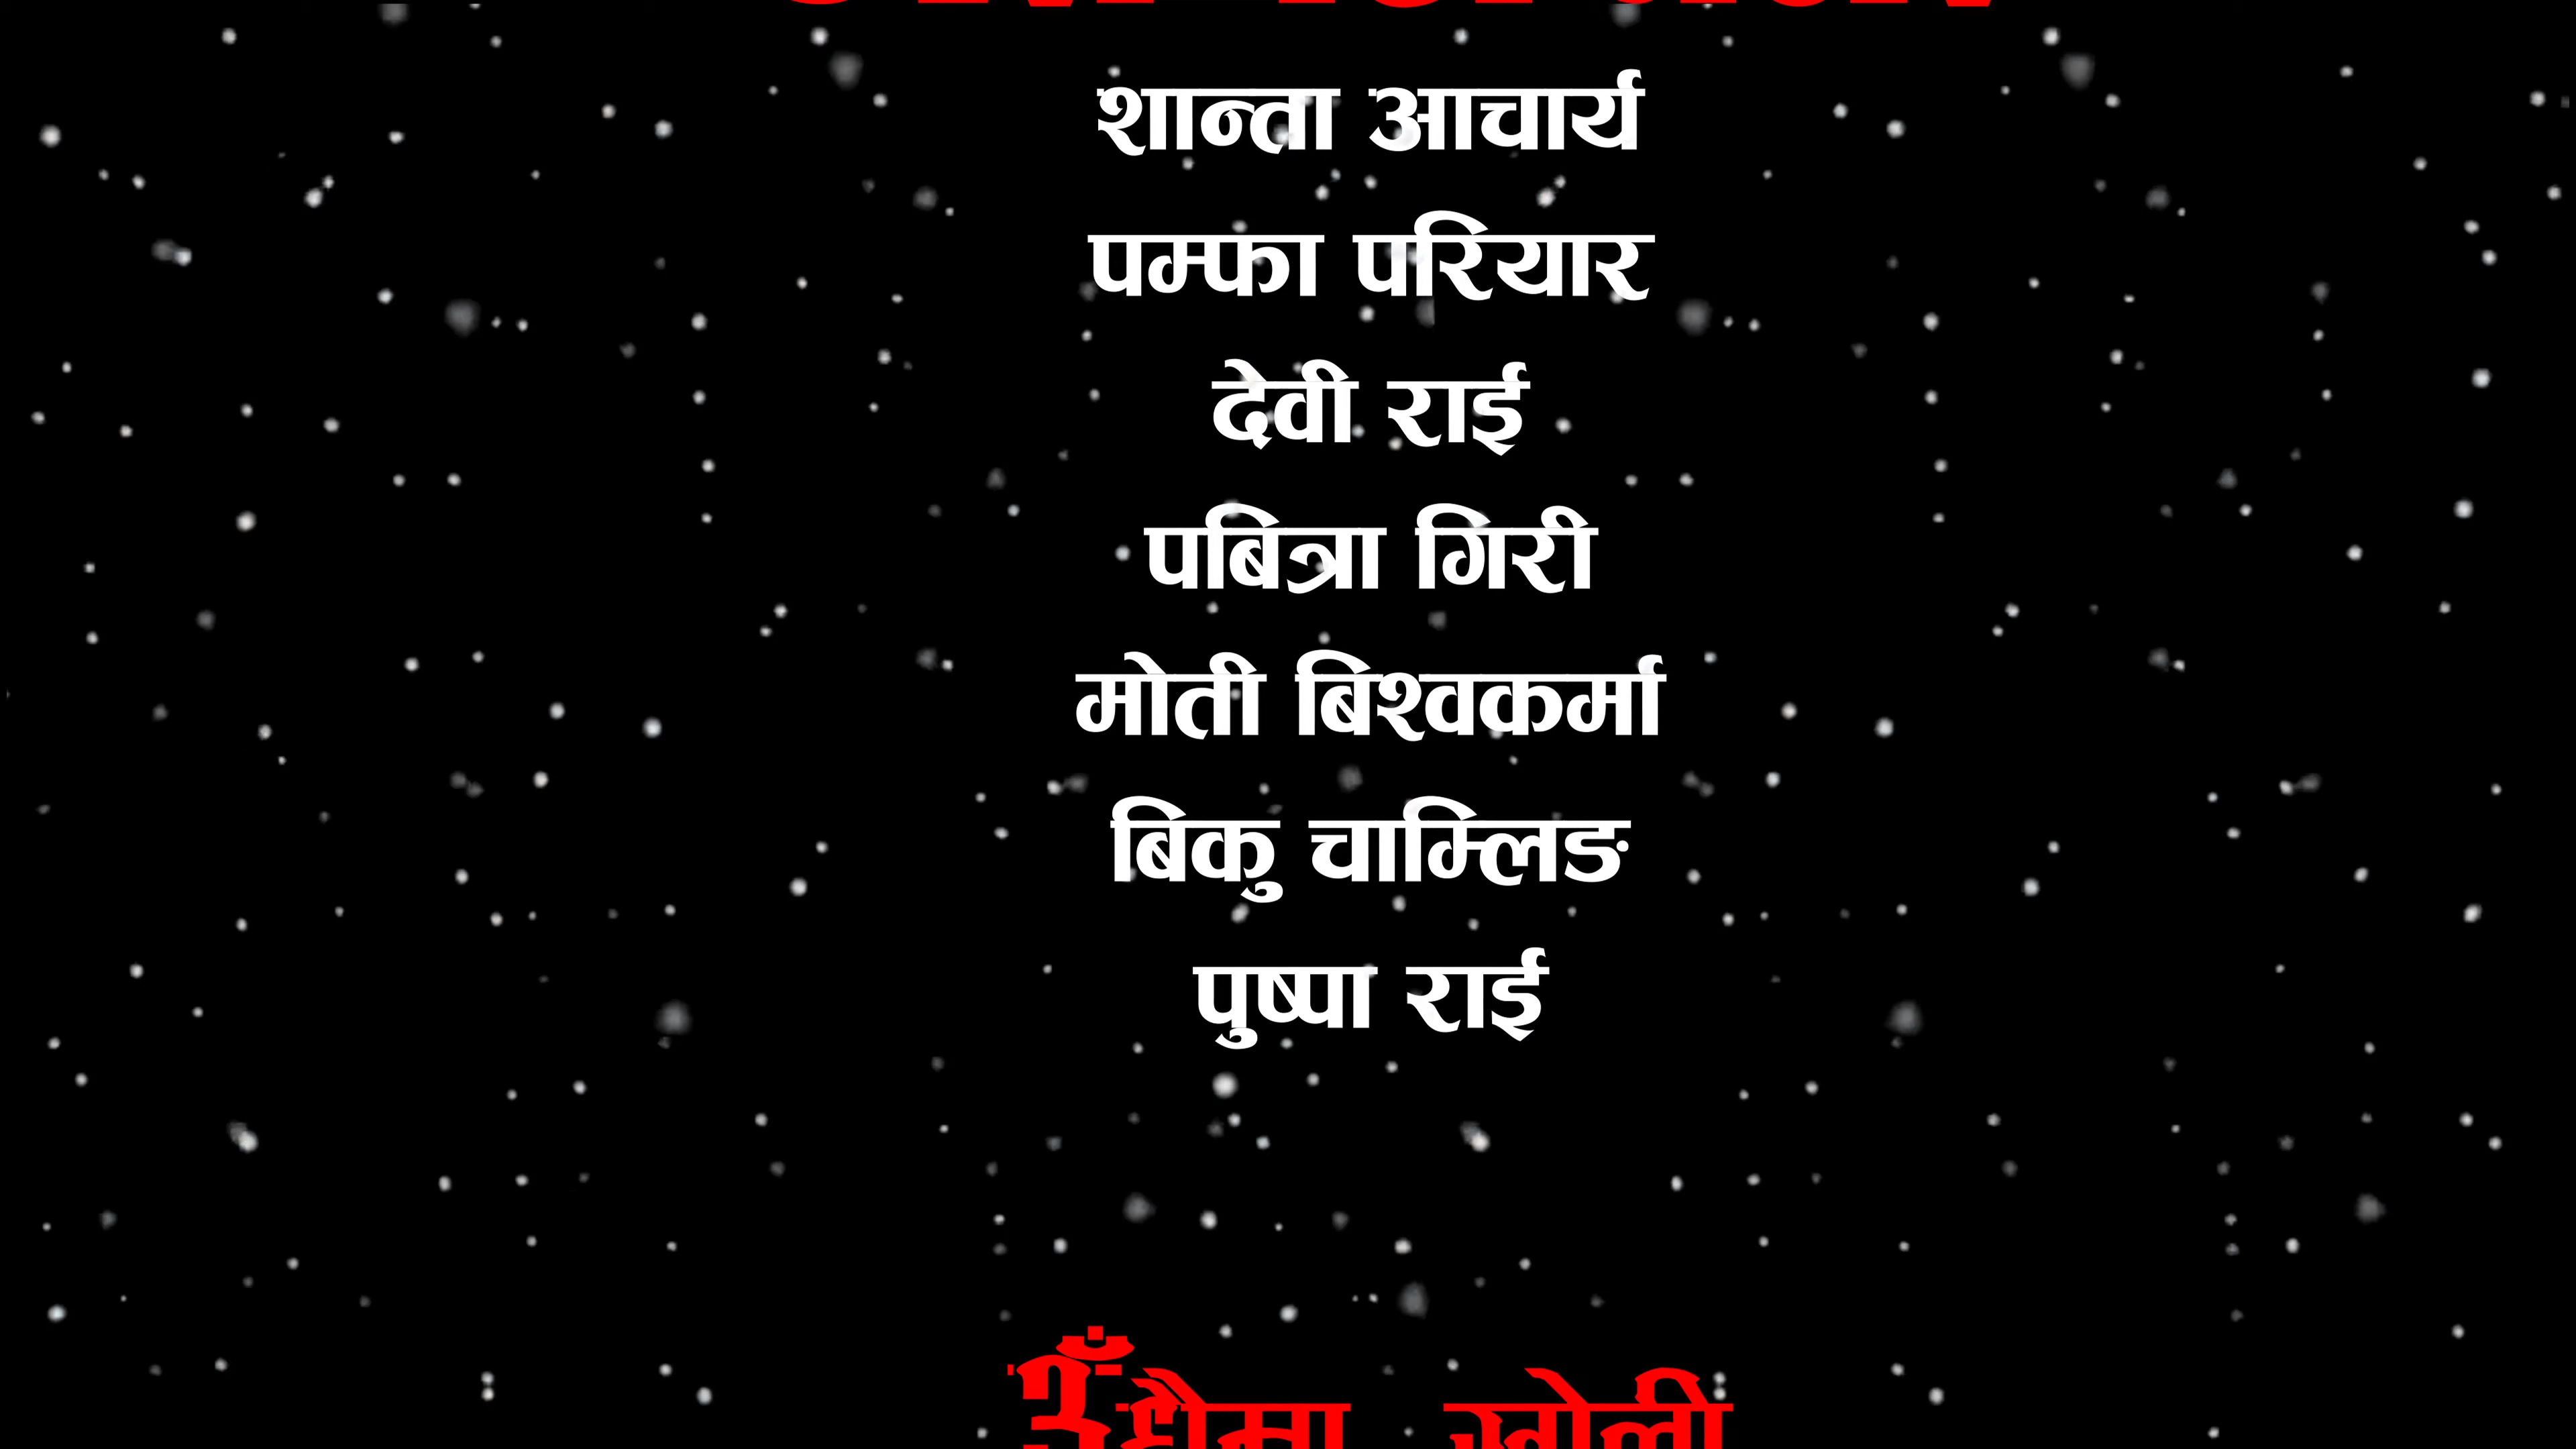 शान्ता आचार्य
पम्फा परियार
देवी राई
पबित्रा गिरी
मोती बिश्वकर्मा
बिकु चाम्लिङ
पुष्पा राई
खोली